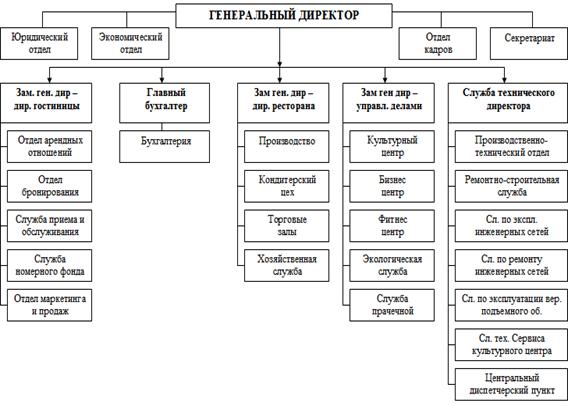 ГЕНЕРАЛЬНЫЙ ДИРЕКТОР
Юридический
отдел
Экономический
отдел
Отдел
кадров
Секретариат
Зам. ген. дир –
дир. гостиницы
Отдел арендных
отношений
Отдел
бронирования
Служба приема и
обслуживания
Служба
номерного фонда
Отдел маркетинга
и продаж
Главный
бухгалтер
Бухгалтерия
Зам ген. дир –
дир. ресторана
Производство
Кондитерский
цех
Торговые
залы
Хозяйственная
служба
Зам ген дир –
управл. делами
Культурный
центр
Бизнес
центр
Фитнес
центр
Экологическая
служба
Служба
прачечной
Служба технического
директора
Производственно-
технический отдел
Ремонтно-строительная
служба
Сл. по экспл.
инженерных сетей
Сл. по ремонту
инженерных сетей
Сл. по эксплуатации вер.
подъемного об.
Сл. тех. Сервиса
культурного центра
Центральный
диспетчерский пункт